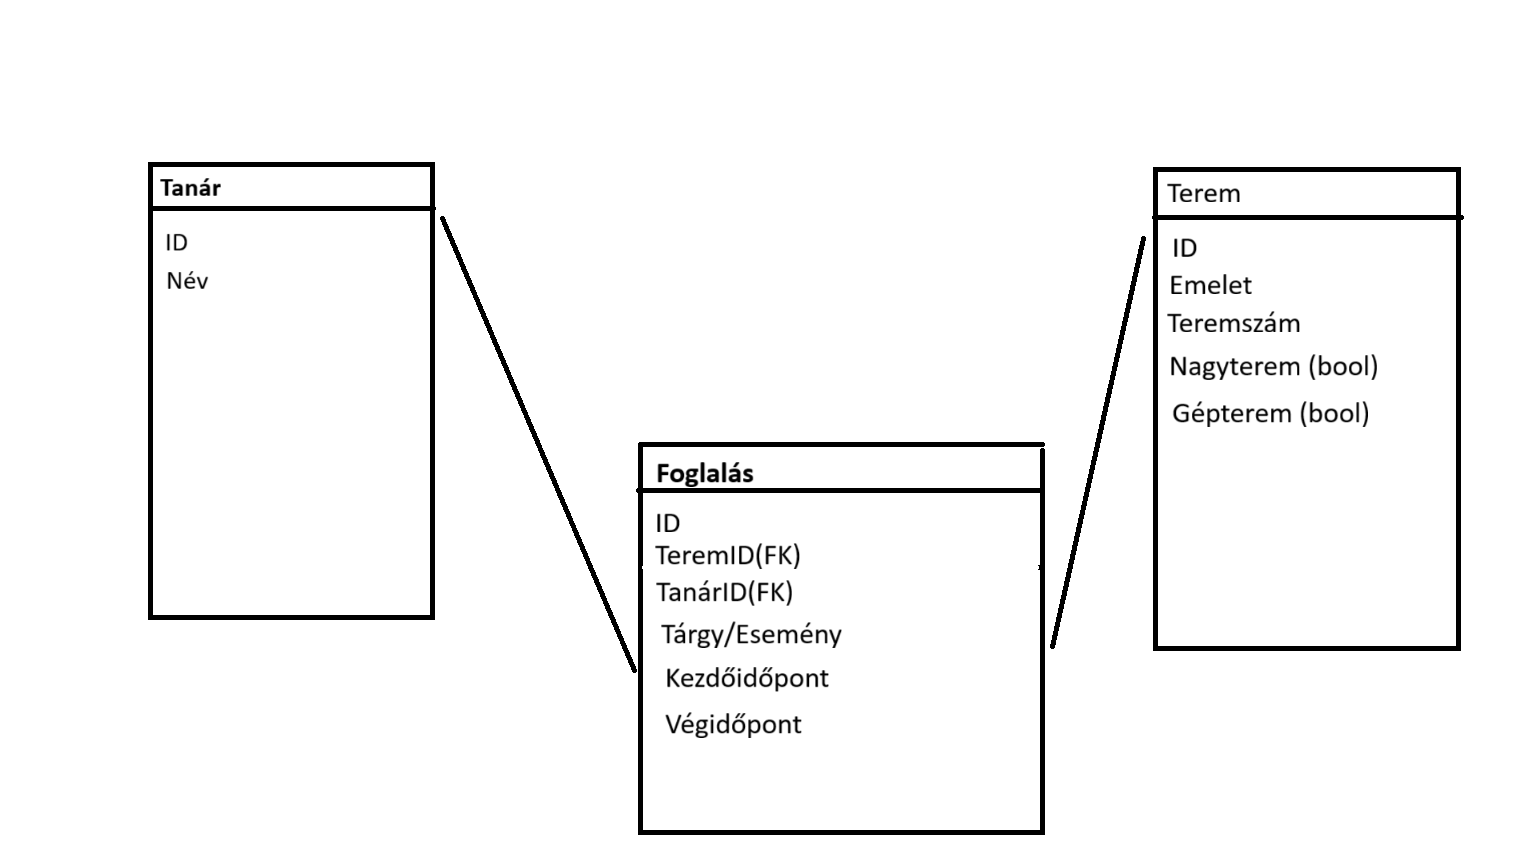 Tanár
ID
Név
Foglalás
ID
TeremID(FK)
TanárID(FK)
Tárgy/Esemény
Kezdőidőpont
Végidőpont
Terem
ID
Emelet
Teremszám
Nagyterem (bool)
Gépterem (bool)